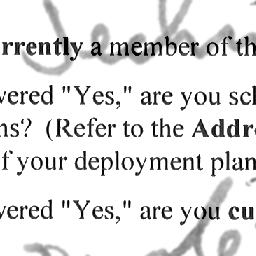 rrently a member of th
vered "Yes," are you sch
ns? (Refer to the Addre
f your deployment plan
vered "Yes," are you cu